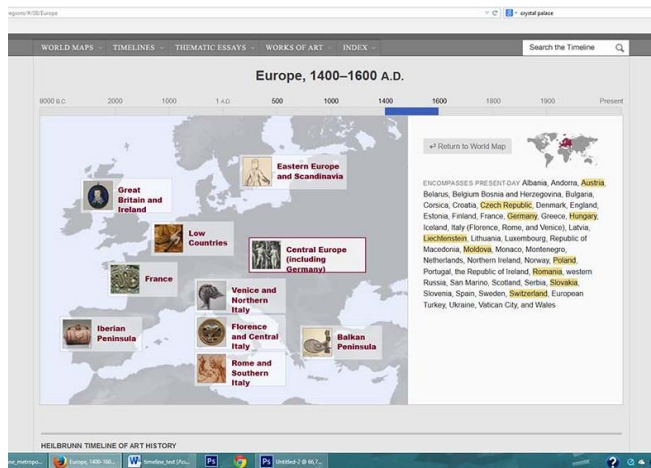 regions/#/08/Europe
crystal palace
WORLD MAPS TIMELINES THEMATIC ESSAYS WORKS OF ART INDEX
Search the Timeline
Europe, 1400–1600 A.D.
8000 B.C. 2000 1000 1 A.D. 500 1000 1400 1600 1800 1900 Present
Eastern Europe
and Scandinavia
Great
Britain and
Ireland
Low
Countries
Central Europe
(including
Germany)
France
Venice and
Northern
Italy
Iberian
Peninsula
Florence
and Central
Italy
Balkan
Peninsula
Rome and
Southern
Italy
Return to World Map
ENCOMPASSES PRESENT-DAY Albania, Andorra, Austria,
Belarus, Belgium Bosnia and Herzegovina, Bulgaria,
Corsica, Croatia, Czech Republic, Denmark, England,
Estonia, Finland, France, Germany, Greece, Hungary,
Iceland, Italy (Florence, Rome, and Venice), Latvia,
Liechtenstein, Lithuania, Luxembourg, Republic of
Macedonia, Moldova, Monaco, Montenegro,
Netherlands, Northern Ireland, Norway, Poland,
Portugal, the Republic of Ireland, Romania, western
Russia, San Marino, Scotland, Serbia, Slovakia,
Slovenia, Spain, Sweden, Switzerland, European
Turkey, Ukraine, Vatican City, and Wales
HEILBRUNN TIMELINE OF ART HISTORY
Europe, 1400-160... timeline_text [Ac... Ps Ps Untitled-2 @ 66,7...